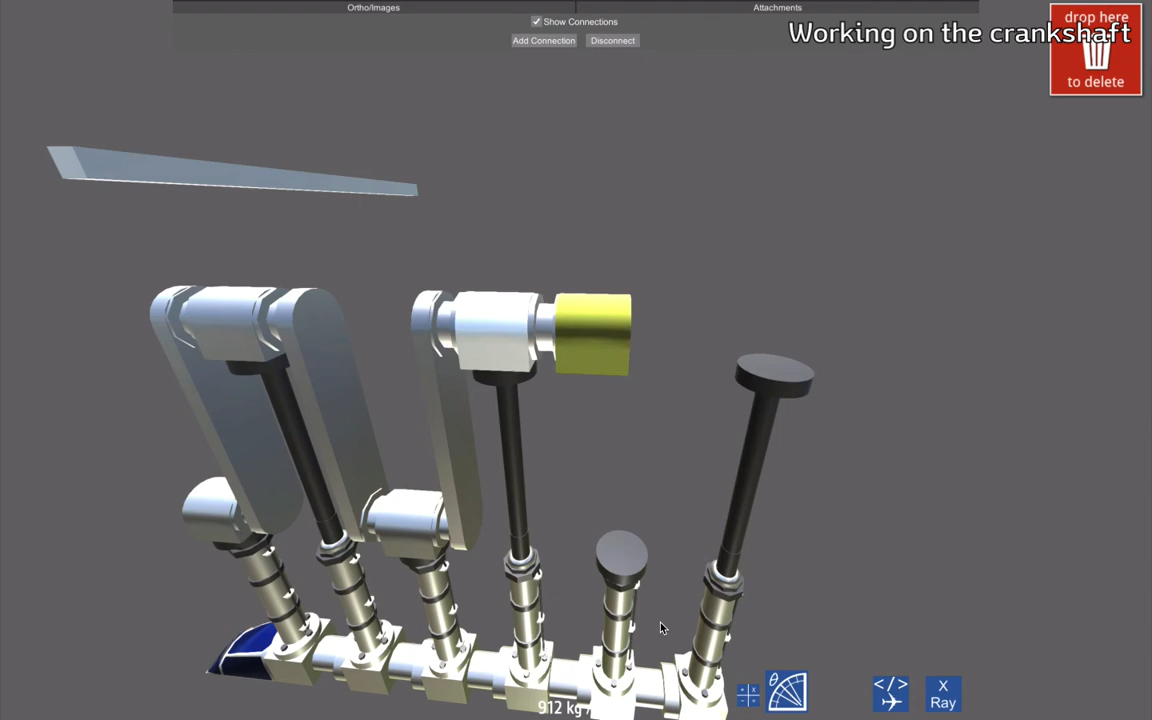 Ortho/Images
Attachments
Show Connections
Add Connection
Disconnect
Working on the crankshaft
drop here
to delete
912 kg
θ
</>
X
Ray